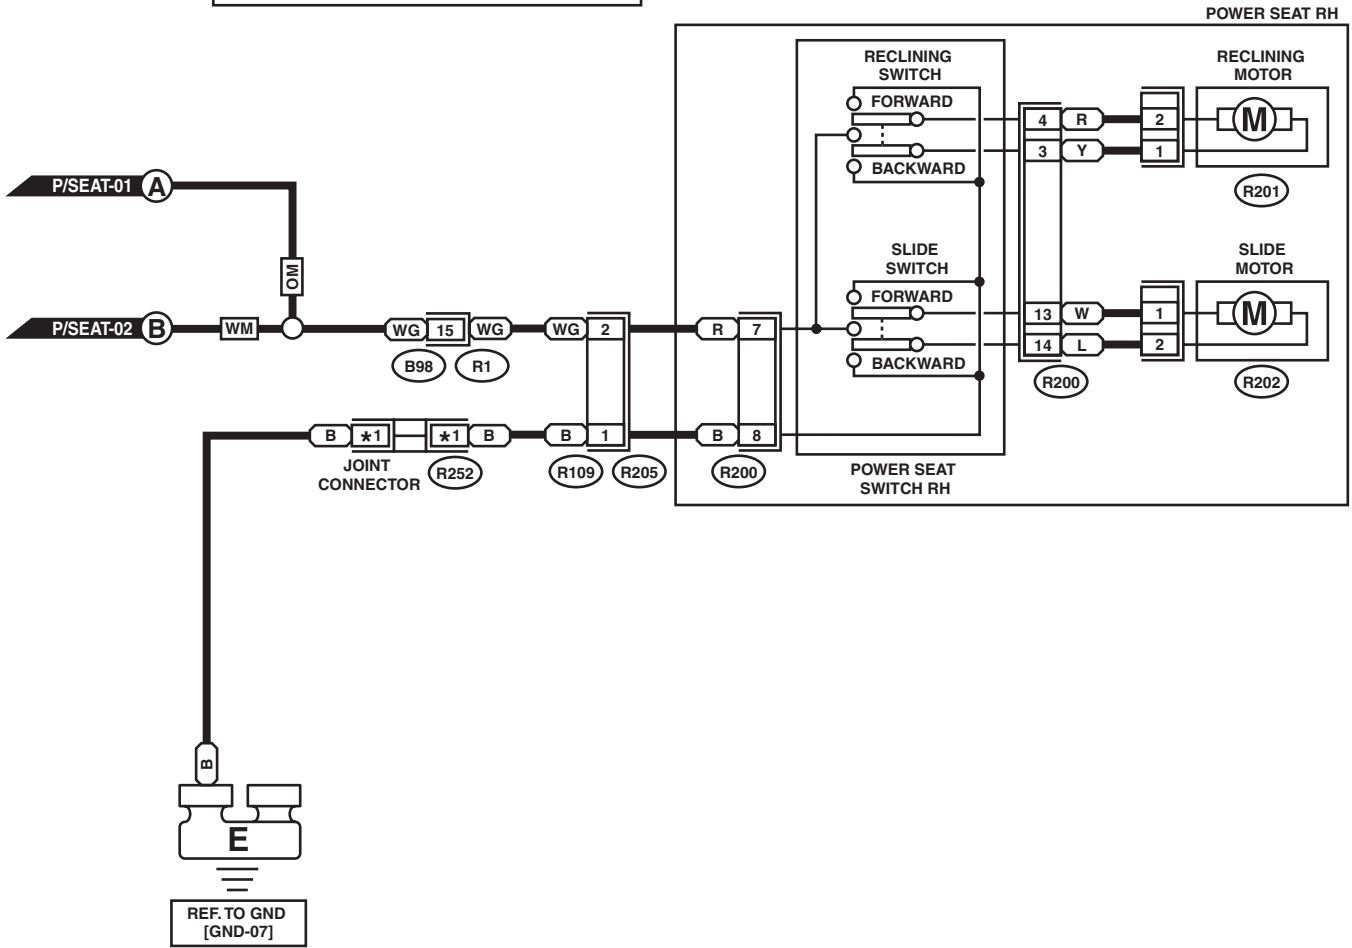 POWER SEAT RH
RECLINING
SWITCH
RECLINING
MOTOR
FORWARD
4 R 2
M
3 Y 1
BACKWARD
P/SEAT-01 A
R201
SLIDE
SWITCH
SLIDE
MOTOR
OM
FORWARD
13 W 1
M
P/SEAT-02 B WM WG 15 WG WG 2 R 7
14 L 2
BACKWARD
B98 R1
R200 R202
B *1 *1 B B 1 B 8
JOINT
CONNECTOR
R252 R109 R205 R200
POWER SEAT
SWITCH RH
B
E
REF. TO GND
[GND-07]